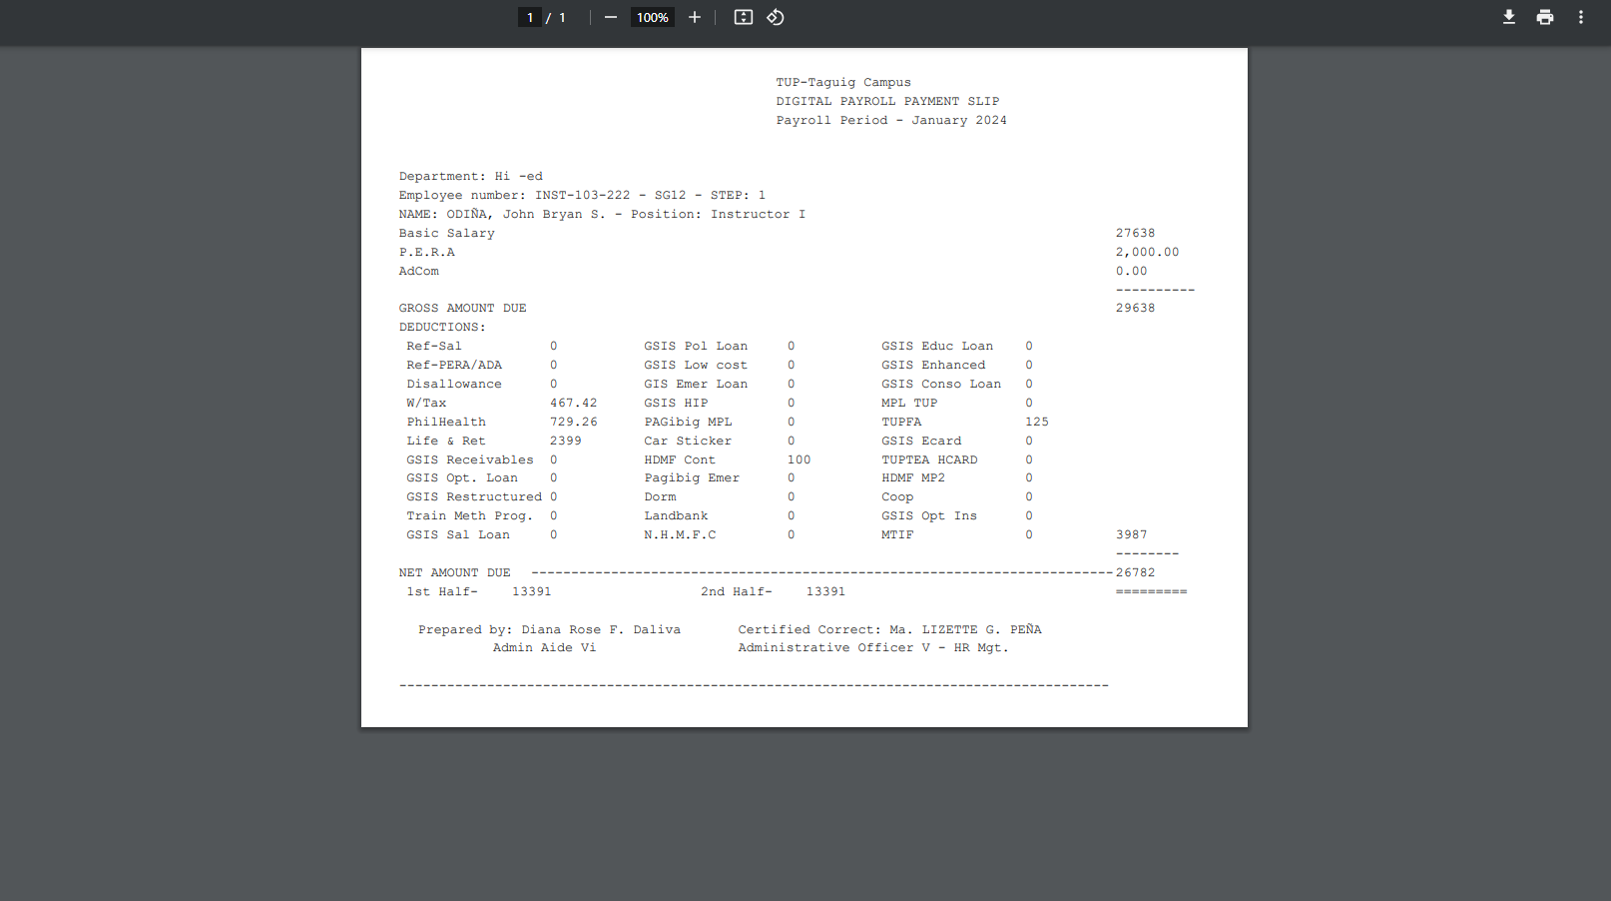 1 / 1 100%
TUP-Taguig Campus
DIGITAL PAYROLL PAYMENT SLIP
Payroll Period - January 2024
Department: Hi -ed
Employee number: INST-103-222 - SG12 - STEP: 1
NAME: ODIÑA, John Bryan S. - Position: Instructor I
Basic Salary 27638
P.E.R.A 2,000.00
AdCom 0.00
----------
GROSS AMOUNT DUE 29638
DEDUCTIONS:
Ref-Sal 0 GSIS Pol Loan 0 GSIS Educ Loan 0
Ref-PERA/ADA 0 GSIS Low cost 0 GSIS Enhanced 0
Disallowance 0 GIS Emer Loan 0 GSIS Conso Loan 0
W/Tax 467.42 GSIS HIP 0 MPL TUP 0
PhilHealth 729.26 PAGibig MPL 0 TUPFA 125
Life & Ret 2399 Car Sticker 0 GSIS Ecard 0
GSIS Receivables 0 HDMF Cont 100 TUPTEA HCARD 0
GSIS Opt. Loan 0 Pagibig Emer 0 HDMF MP2 0
GSIS Restructured 0 Dorm 0 Coop 0
Train Meth Prog. 0 Landbank 0 GSIS Opt Ins 0
GSIS Sal Loan 0 N.H.M.F.C 0 MTIF 0 3987
--------
NET AMOUNT DUE -------------------------------------------------------------------------26782
1st Half- 13391 2nd Half- 13391 =========
Prepared by: Diana Rose F. Daliva Certified Correct: Ma. LIZETTE G. PEÑA
Admin Aide Vi Administrative Officer V - HR Mgt.
-----------------------------------------------------------------------------------------